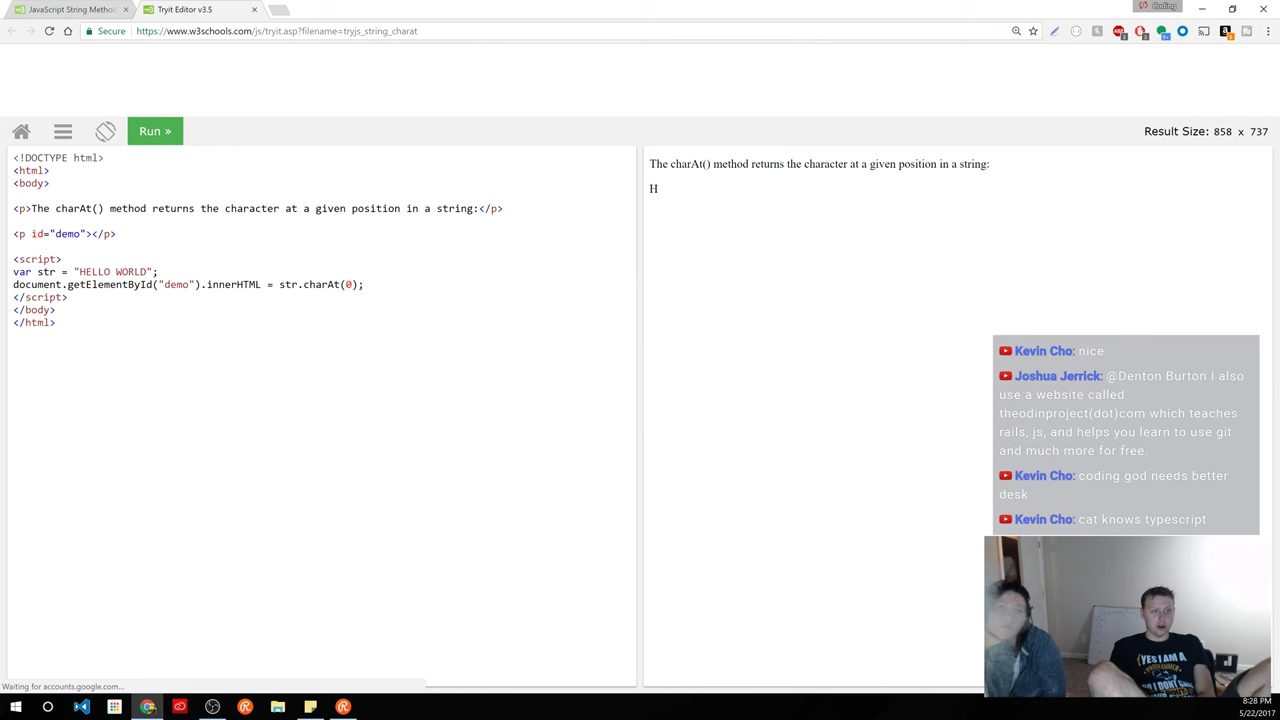 JavaScript String Method
Tryit Editor v3.5
Coding
Secure
https://www.w3schools.com/js/tryit.asp?filename=tryjs_string_charat
Run »
Result Size: 858 x 737
<!DOCTYPE html>
<html>
<body>
<p>The charAt() method returns the character at a given position in a string:</p>
<p id="demo"></p>
<script>
var str = "HELLO WORLD";
document.getElementById("demo").innerHTML = str.charAt(0);
</script>
</body>
</html>
The charAt() method returns the character at a given position in a string:
H
Kevin Cho: nice
Joshua Jerrick: @Denton Burton I also
use a website called
theodinproject(dot)com which teaches
rails, js, and helps you learn to use git
and much more for free.
Kevin Cho: coding god needs better
desk
Kevin Cho: cat knows typescript
YES I AM A
PROGRAMMER
I DON'T
Waiting for accounts.google.com...
8:28 PM
5/22/2017